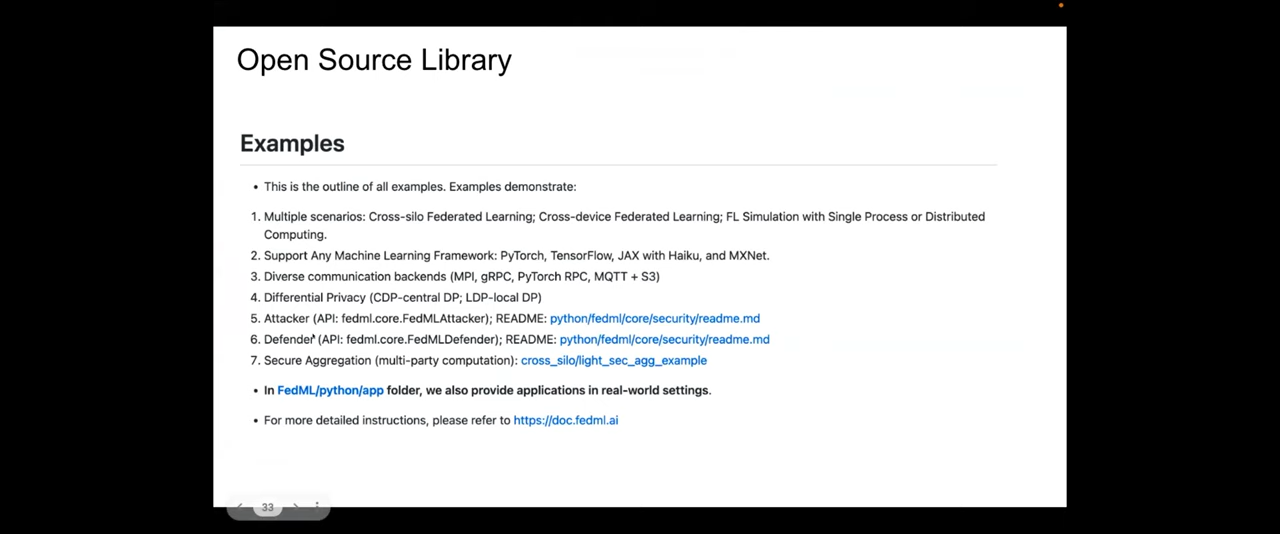 Open Source Library
Examples
• This is the outline of all examples. Examples demonstrate:
1. Multiple scenarios: Cross-silo Federated Learning; Cross-device Federated Learning; FL Simulation with Single Process or Distributed
Computing.
2. Support Any Machine Learning Framework: PyTorch, TensorFlow, JAX with Haiku, and MXNet.
3. Diverse communication backends (MPI, gRPC, PyTorch RPC, MQTT + S3)
4. Differential Privacy (CDP-central DP; LDP-local DP)
5. Attacker (API: fedml.core.FedMLAttacker); README: python/fedml/core/security/readme.md
6. Defender (API: fedml.core.FedMLDefender); README: python/fedml/core/security/readme.md
7. Secure Aggregation (multi-party computation): cross_silo/light_sec_agg_example
• In FedML/python/app folder, we also provide applications in real-world settings.
• For more detailed instructions, please refer to https://doc.fedml.ai
33